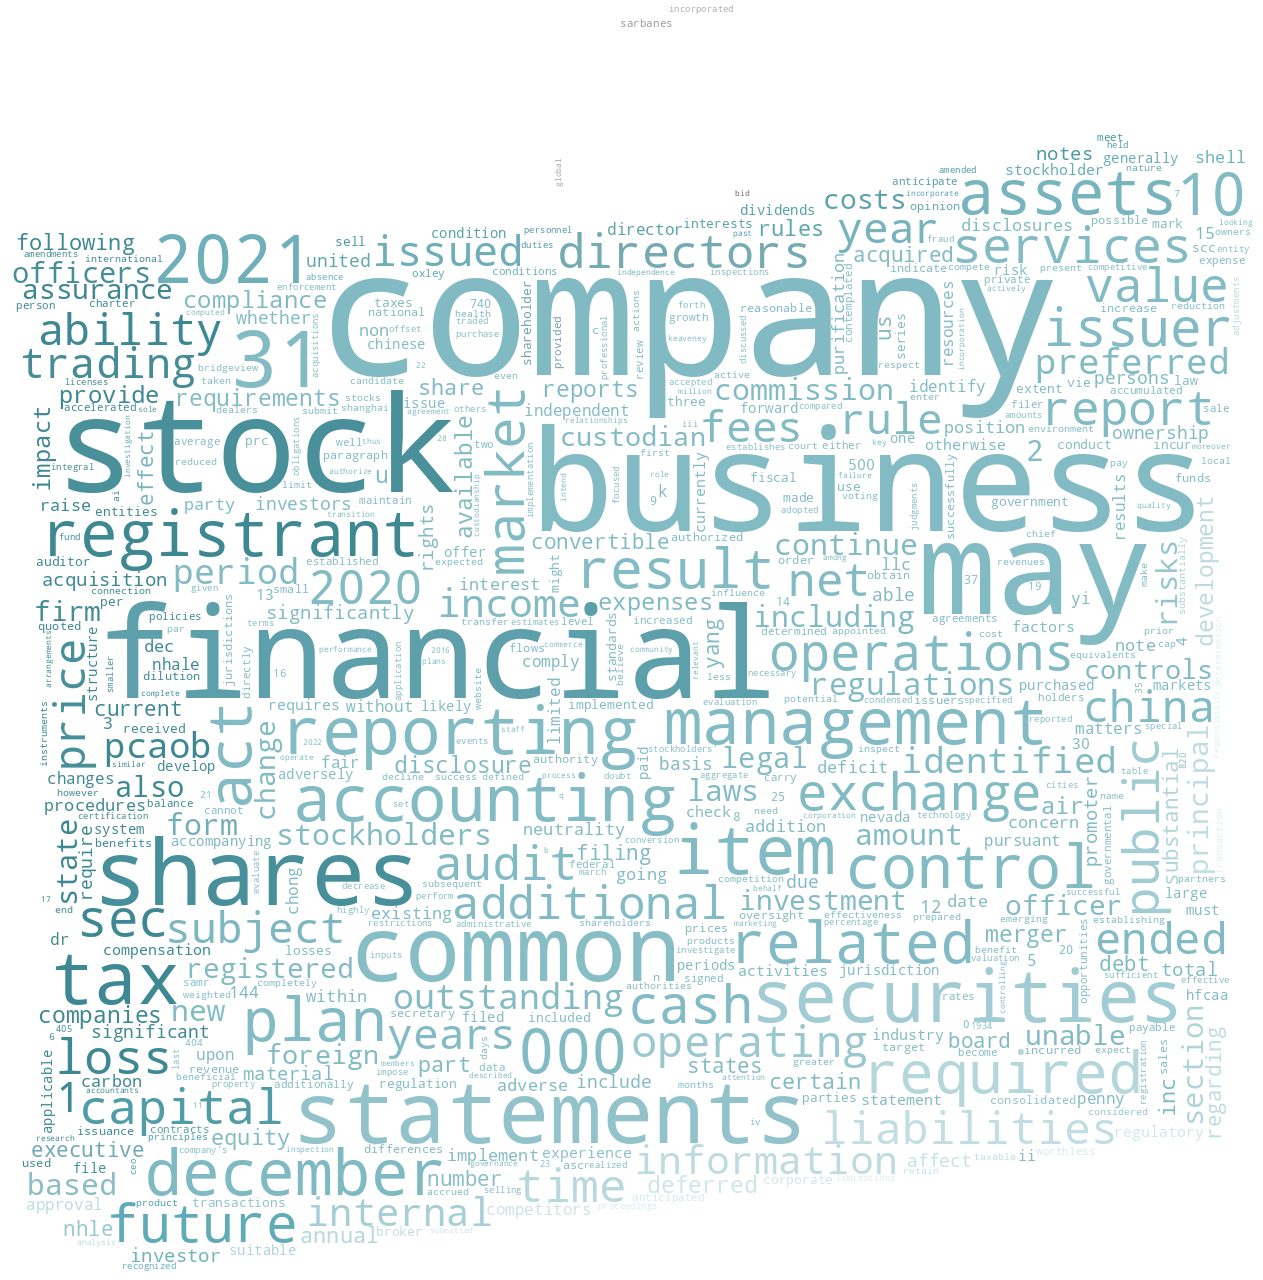 incorporated
sarbanes
meet
held
notes
generally
shell
global
anticipate
amended
stockholder
nature
bid
costs
incorporate
opinion
assets
7
10
dividends
following
amendments
international
2021
sell
united
issued
condition
conditions
personnel
duties
directors
director
interests
past
rules
year
acquired
fraud
disclosures
possible
mark
15
looking
owners
scc
entity
expense
services
officers
assurance
person
charter
computed
compliance
whether
enforcement
absence
oxley
company
independence
inspections
indicate
compete
risk
private
actively
present
competitive
increase
reduction
value
adjustments
ability
trading
31
acquisitions
taxes
national
non
offset
chinese
740
health
traded
purchase
22
shareholder
provided
c
professional
review
actions
forth
growth
keaveney
discussed
reasonable
purification
contemplated
us
series
resources
incorporation
issuer
preferred
bridgeview
taken
licenses
accelerated
sole
provide
dealers
requirements
submit
stocks
shanghai
candidate
issue
agreement
share
even
others
reports
independent
relationships
accepted
million
three
active
commission
forward
compared
respect
enter
identify
extent
vie
persons
law
accumulated
filer
amounts
sale
report
ownership
impact
integral
stock
investigation
ai
effect
average
reduced
prc
obligations
limit
well
thus
paragraph
authorize
28
two
available
market
implementation
custodian
iii
fees
establishes
court
either
rule
key
one
position
environment
otherwise
2
conduct
incur
moreover
raise
entities
party
investors
maintain
transition
u
custodianship
first
intend
focused
role
9
k
currently
fiscal
business
500
failure
use
voting
made
adopted
judgments
successfully
government
results
pay
local
funds
quality
registrant
fund
auditor
established
rights
offer
expected
convertible
authorized
order
among
continue
may
chief
development
acquisition
connection
per
period
given
small
13
2020
significantly
interest
might
result
influence
increased
14
net
llc
obtain
able
37
revenues
19
yi
make
risks
substantially
firm
quoted
policies
par
terms
income
transfer
estimates
level
expenses
including
determined
appointed
agreements
factors
cost
prior
price
arrangements
structure
smaller
dec
nhale
dilution
complete
jurisdictions
directly
16
financial
performance
2016
plans
application
website
flows
commerce
comply
standards
believe
community
relevant
yang
less
necessary
operations
note
cap
4
equivalents
controls
instruments
current
3
received
requires
without
likely
limited
implemented
evaluation
potential
regulations
condensed
issuers
specified
purchased
holders
markets
35
china
reported
special
pcaob
similar
develop
act
change
operate
2022
fair
reporting
events
staff
authority
paid
stockholders
basis
management
legal
inspect
deficit
identified
matters
30
public
principal
changes
however
also
adversely
disclosure
decline
success
defined
process
doubt
aggregate
carry
cities
table
820
substantial
procedures
balance
certification
21
cannot
accounting
set
q
laws
25
exchange
corporation
technology
air
name
state
require
system
benefits
form
accompanying
stockholders
neutrality
conversion
check
8
need
addition
nevada
concern
promoter
governmental
shares
evaluate
chong
b
audit
federal
filing
march
going
item
competition
behalf
due
amount
pursuant
control
successful
partners
large
17
end
sec
subject
decrease
highly
subsequent
perform
existing
restrictions
additional
administrative
shareholders
investment
oversight
effectiveness
percentage
12
prepared
date
officer
emerging
establishing
must
dr
compensation
losses
common
inputs
prices
products
marketing
investigate
related
merger
benefit
valuation
20
5
opportunities
debt
ended
total
sufficient
effective
tax
registered
samr
weighted
144
completely
within
outstanding
n
authorities
signed
periods
activities
jurisdiction
securities
rates
controlling
hfcaa
companies
405
6
significant
new
404
plan
secretary
years
filed
included
cash
000
industry
0
1934
board
unable
payable
loss
last
upon
revenue
beneficial
foreign
material
members
impose
part
data
days
described
operating
states
greater
target
become
incurred
expect
registration
sales
section
regarding
applicable
1
carbon
accountants
property
additionally
regulation
adverse
include
months
attention
certain
parties
statement
required
consolidated
penny
considered
inc
research
capital
issuance
contracts
principles
11
statements
iv
liabilities
regulatory
executive
used
file
ceo
equity
company's
inspection
differences
implement
governance
experience
23
asc
realized
information
affect
retain
taxable
ii
worthless
based
december
number
accrued
selling
time
deferred
anticipated
corporate
limitations
approval
product
transactions
internal
competitors
proceedings
nhle
analysis
future
annual
broker
submitted
investor
suitable
recognized